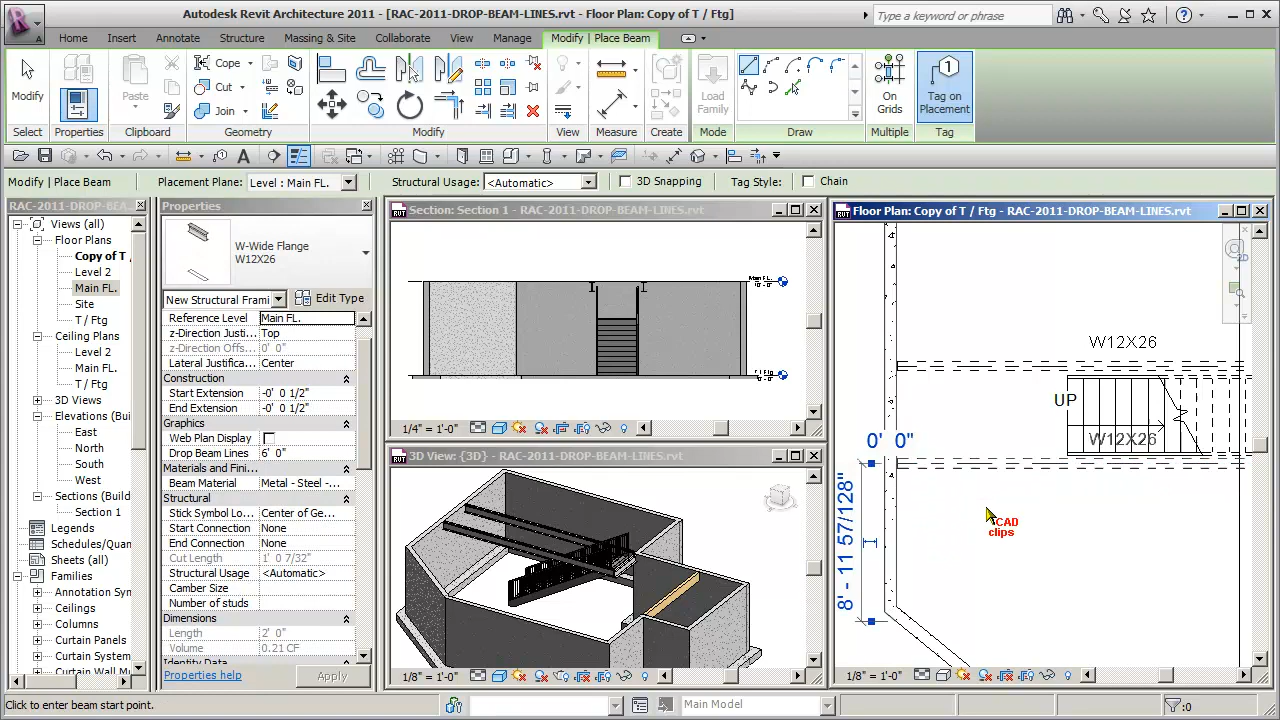 Autodesk Revit Architecture 2011 - [RAC-2011-DROP-BEAM-LINES.rvt - Floor Plan: Copy of T / Ftg]
Type a keyword or phrase
Home Insert Annotate Structure Massing & Site Collaborate View Manage Modify | Place Beam
Modify
Paste
Cope
Cut
Join
Load
Family
On
Grids
Tag on
Placement
Select Properties Clipboard Geometry Modify View Measure Create Mode Draw Multiple Tag
Modify | Place Beam
Placement Plane: Level : Main FL.
Structural Usage: <Automatic>
3D Snapping
Tag Style:
Chain
RAC-2011-DROP-BEA...
Views (all)
Floor Plans
Copy of T /
Level 2
Main FL.
Site
T / Ftg
Ceiling Plans
Level 2
Main FL.
T / Ftg
3D Views
Elevations (Bui
East
North
South
West
Sections (Build
Section 1
Legends
Schedules/Quan
Sheets (all)
Families
Annotation Sym
Ceilings
Columns
Curtain Panels
Curtain System
Curtain Wall M
Properties
W-Wide Flange
W12X26
New Structural Frami
Edit Type
Reference Level Main FL.
z-Direction Justi... Top
z-Direction Offs... 0' 0"
Lateral Justifica... Center
Construction
Start Extension -0' 0 1/2"
End Extension -0' 0 1/2"
Graphics
Web Plan Display
Drop Beam Lines 6' 0"
Materials and Fini...
Beam Material Metal - Steel -...
Structural
Stick Symbol Lo... Center of Ge...
Start Connection None
End Connection None
Cut Length 1' 0 7/32"
Structural Usage <Automatic>
Camber Size
Number of studs
Dimensions
Length 2' 0"
Volume 0.21 CF
Identity Data
Properties help
Apply
Section: Section 1 - RAC-2011-DROP-BEAM-LINES.rvt
Main FL.
1/4" = 1'-0"
3D View: {3D} - RAC-2011-DROP-BEAM-LINES.rvt
1/8" = 1'-0"
Floor Plan: Copy of T / Ftg - RAC-2011-DROP-BEAM-LINES.rvt
2D
W12X26
UP
W12X26
0' 0"
8' - 11 57/128"
CAD
clips
1/8" = 1'-0"
Click to enter beam start point.
Main Model
:0